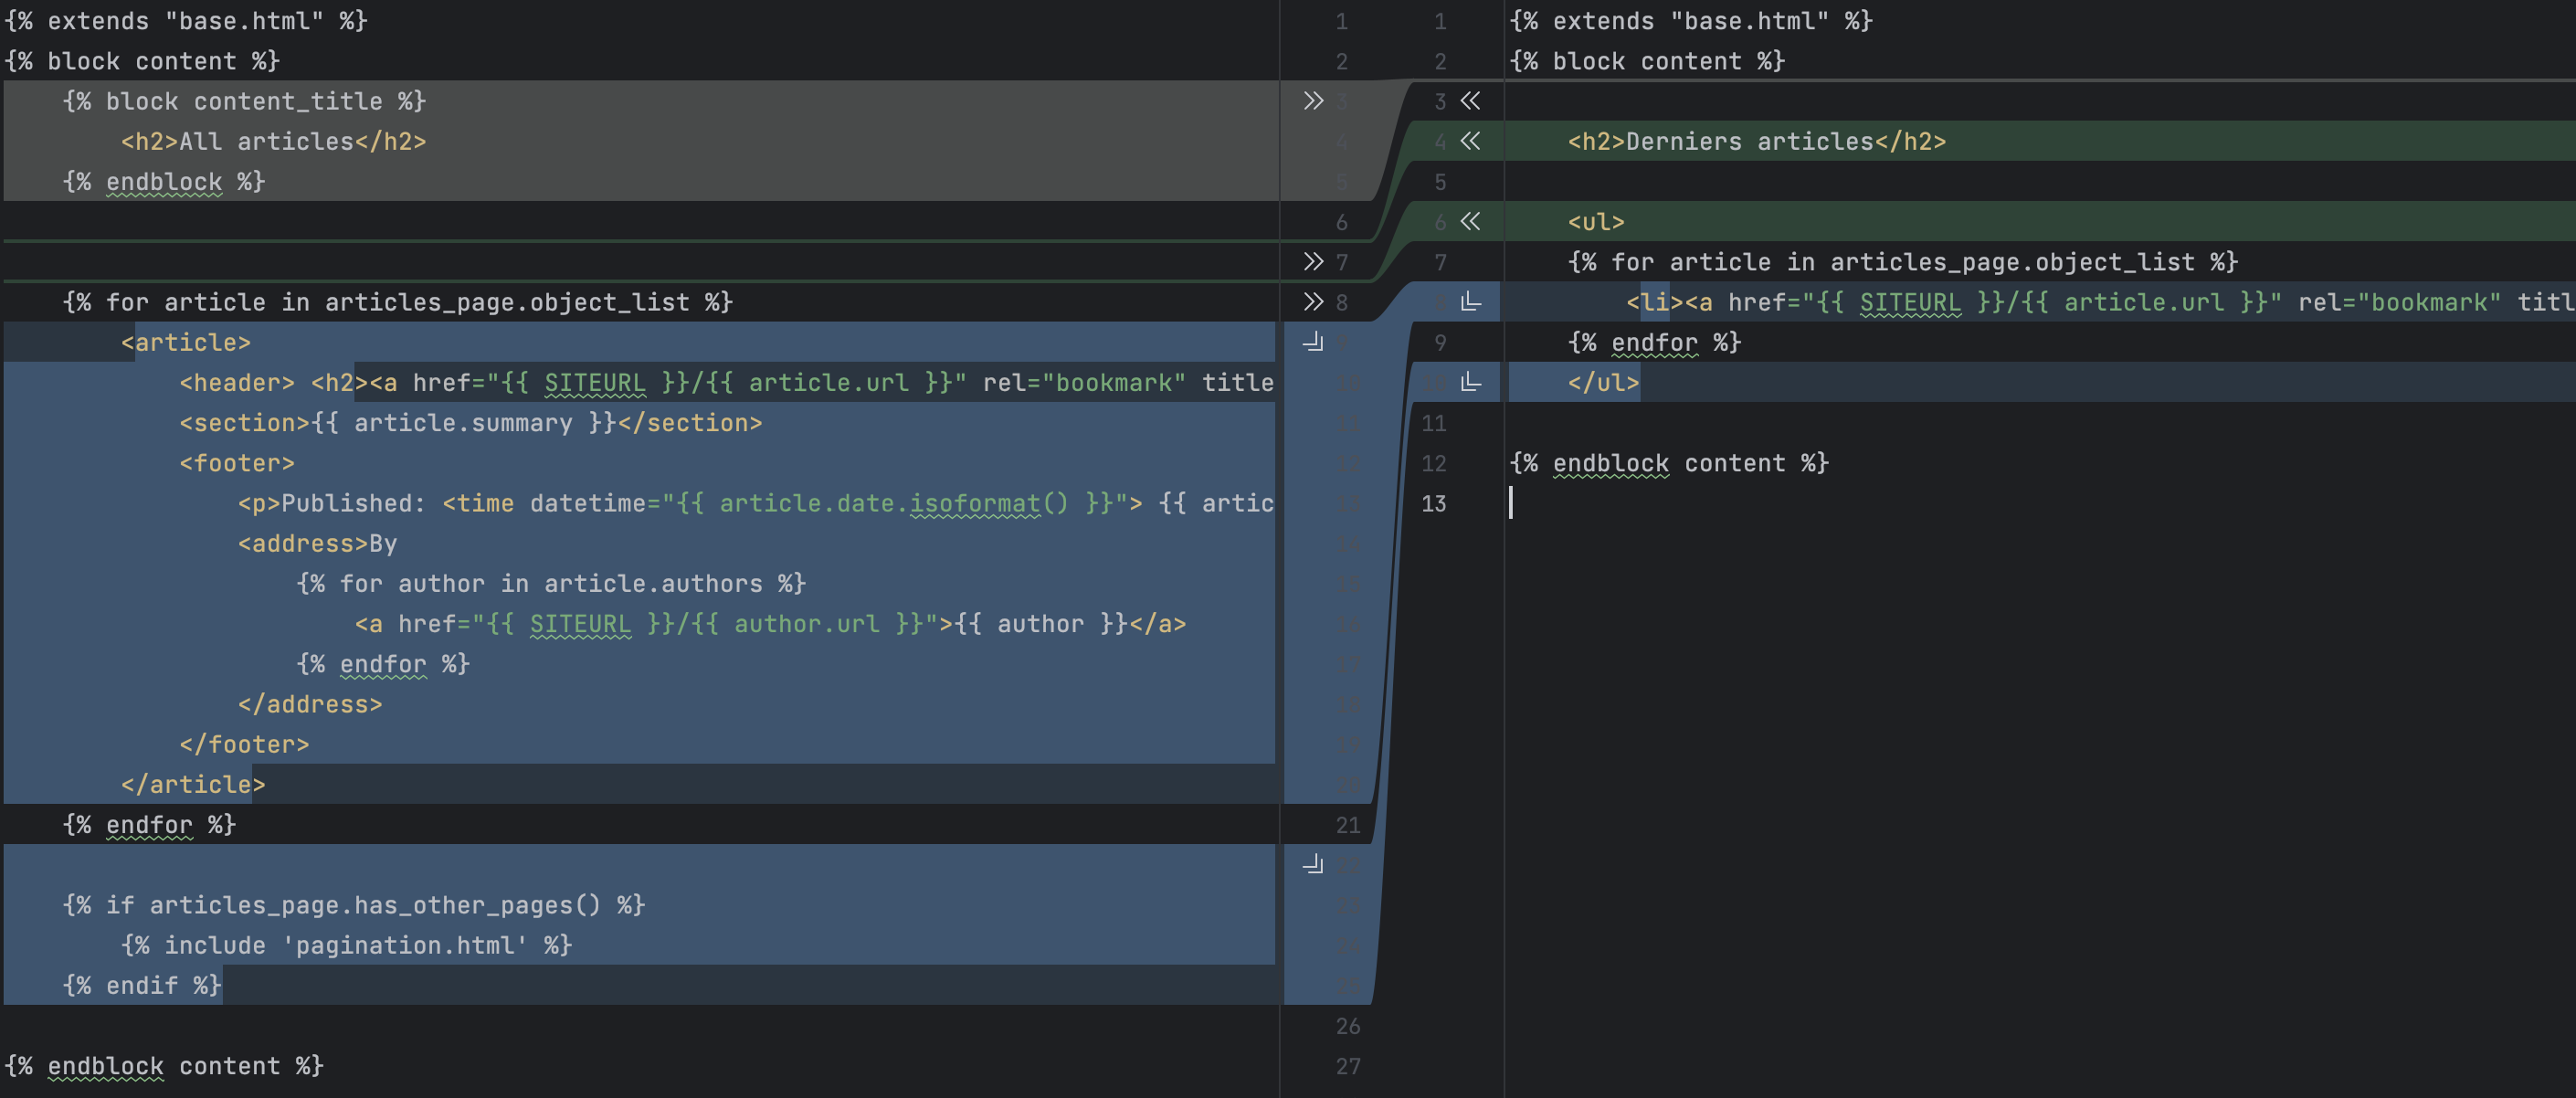 {% extends "base.html" %}
{% block content %}
{% block content_title %}
<h2>All articles</h2>
{% endblock %}
{% for article in articles_page.object_list %}
<article>
<header> <h2><a href="{{ SITEURL }}/{{ article.url }}" rel="bookmark" title
<section>{{ article.summary }}</section>
<footer>
<p>Published: <time datetime="{{ article.date.isoformat() }}"> {{ artic
<address>By
{% for author in article.authors %}
<a href="{{ SITEURL }}/{{ author.url }}">{{ author }}</a>
{% endfor %}
</address>
</footer>
</article>
{% endfor %}
{% if articles_page.has_other_pages() %}
{% include 'pagination.html' %}
{% endif %}
{% endblock content %}
1
2
3
4
5
6
7
8
9
10
11
12
13
14
15
16
17
18
19
20
21
22
23
24
25
26
27
1
2
3
4
5
6
7
8
9
10
11
12
13
{% extends "base.html" %}
{% block content %}
<h2>Derniers articles</h2>
<ul>
{% for article in articles_page.object_list %}
<li><a href="{{ SITEURL }}/{{ article.url }}" rel="bookmark" titl
{% endfor %}
</ul>
{% endblock content %}